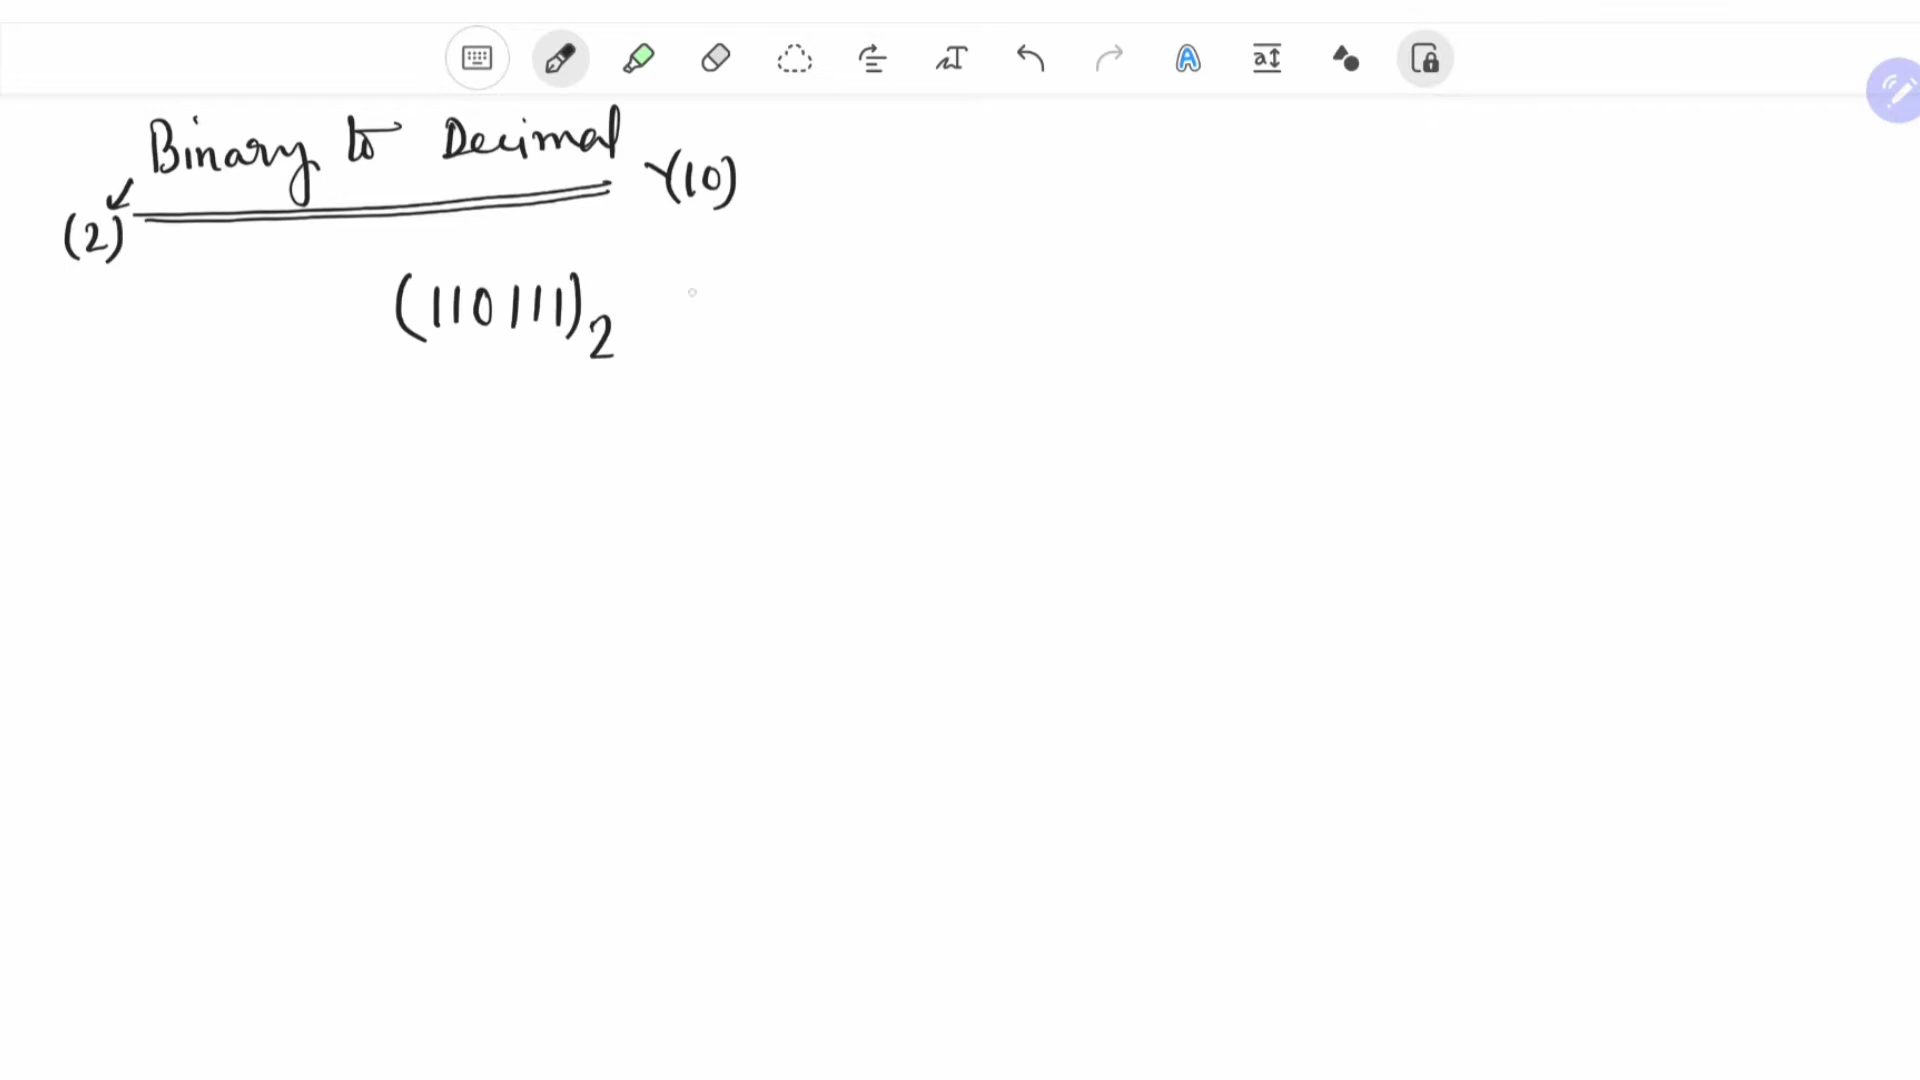 Binary to Decimal
(10)
(2)
(110111)₂